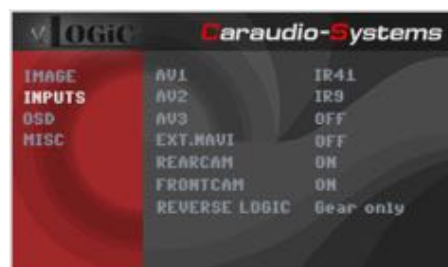 v.LOGiC
Caraudio-Systems
IMAGE
INPUTS
OSD
MISC
AV1 IR41
AV2 IR9
AV3 OFF
EXT.NAVI OFF
REARCAM ON
FRONTCAM ON
REVERSE LOGIC Gear only